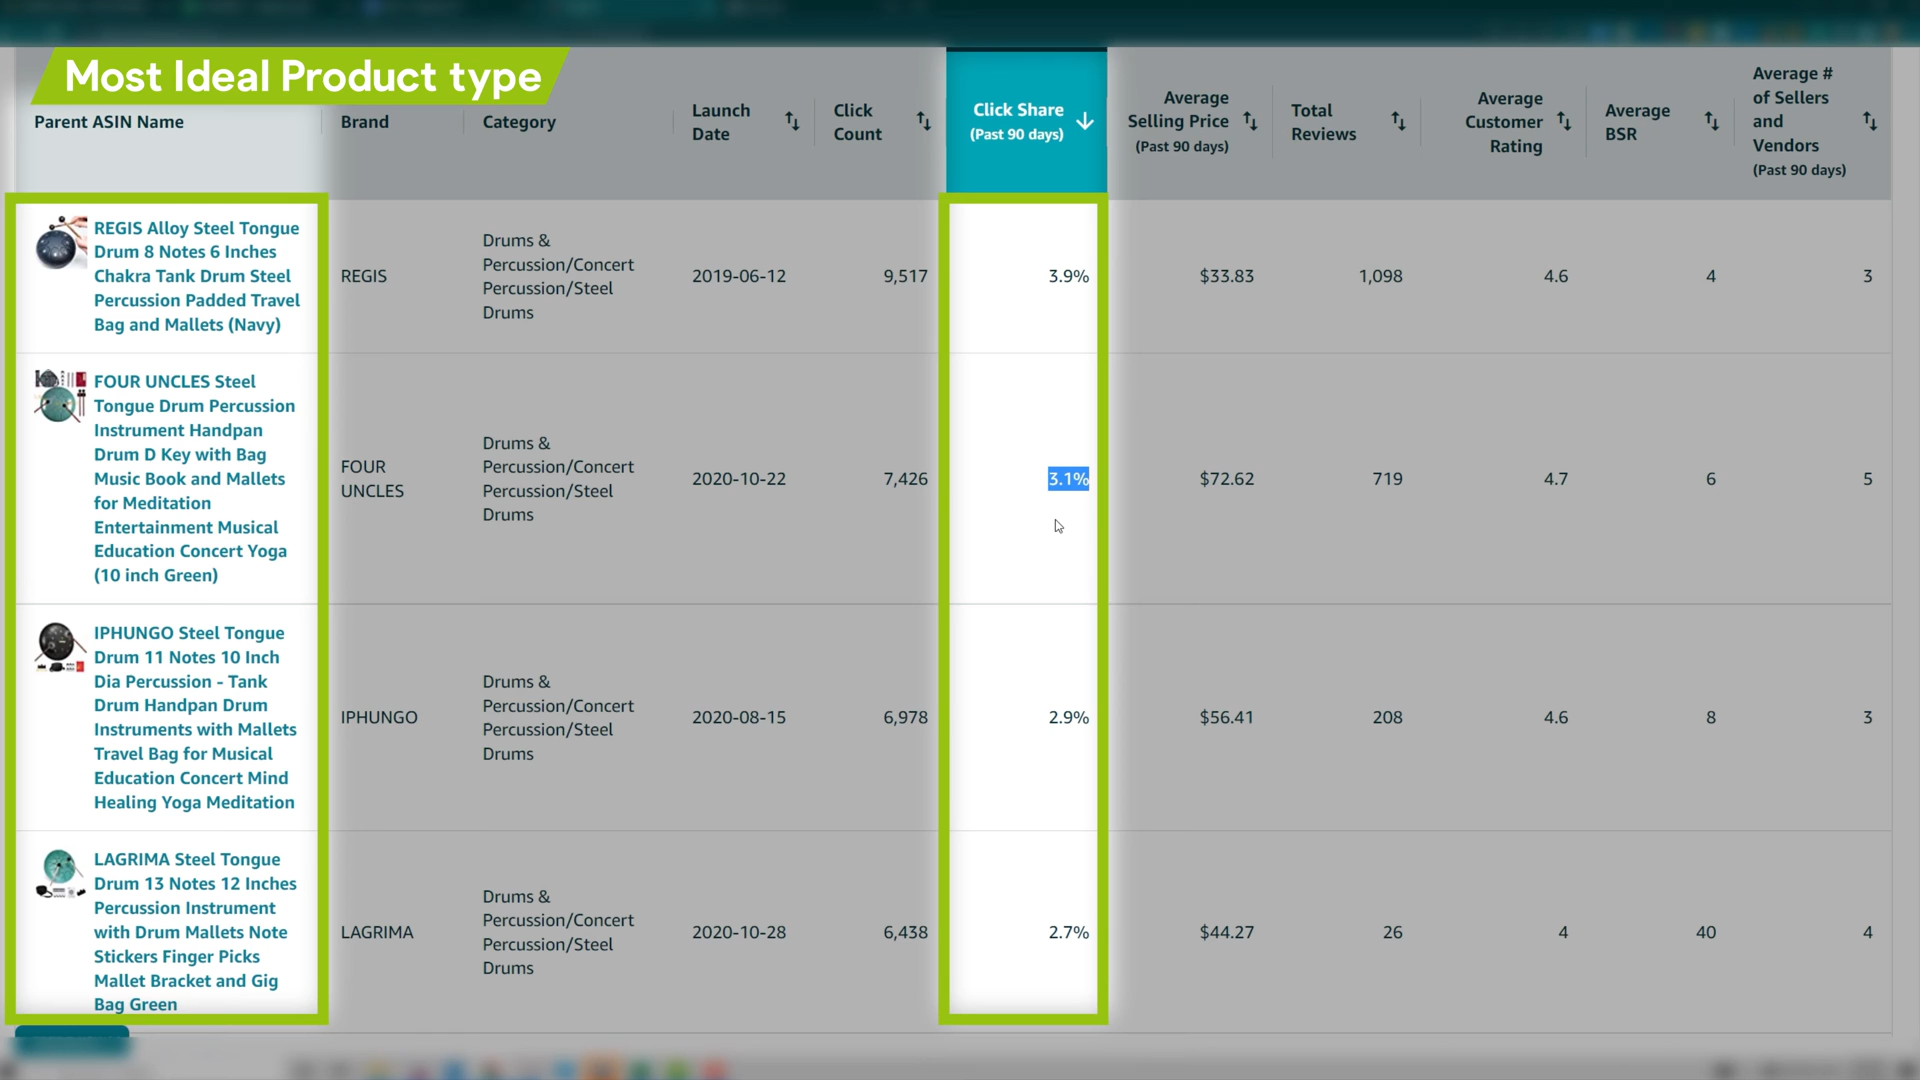 Most Ideal Product type
Parent ASIN Name
Brand
Category
Launch
Date
Click
Count
Click Share
(Past 90 days)
Average
Selling Price
(Past 90 days)
Total
Reviews
Average
Customer
Rating
Average
BSR
Average #
of Sellers
and
Vendors
(Past 90 days)
REGIS Alloy Steel Tongue
Drum 8 Notes 6 Inches
Chakra Tank Drum Steel
Percussion Padded Travel
Bag and Mallets (Navy)
REGIS
Drums &
Percussion/Concert
Percussion/Steel
Drums
2019-06-12
9,517
3.9%
$33.83
1,098
4.6
4
3
FOUR UNCLES Steel
Tongue Drum Percussion
Instrument Handpan
Drum D Key with Bag
Music Book and Mallets
for Meditation
Entertainment Musical
Education Concert Yoga
(10 inch Green)
FOUR
UNCLES
Drums &
Percussion/Concert
Percussion/Steel
Drums
2020-10-22
7,426
3.1%
$72.62
719
4.7
6
5
IPHUNGO Steel Tongue
Drum 11 Notes 10 Inch
Dia Percussion - Tank
Drum Handpan Drum
Instruments with Mallets
Travel Bag for Musical
Education Concert Mind
Healing Yoga Meditation
IPHUNGO
Drums &
Percussion/Concert
Percussion/Steel
Drums
2020-08-15
6,978
2.9%
$56.41
208
4.6
8
3
LAGRIMA Steel Tongue
Drum 13 Notes 12 Inches
Percussion Instrument
with Drum Mallets Note
Stickers Finger Picks
Mallet Bracket and Gig
Bag Green
LAGRIMA
Drums &
Percussion/Concert
Percussion/Steel
Drums
2020-10-28
6,438
2.7%
$44.27
26
4
40
4